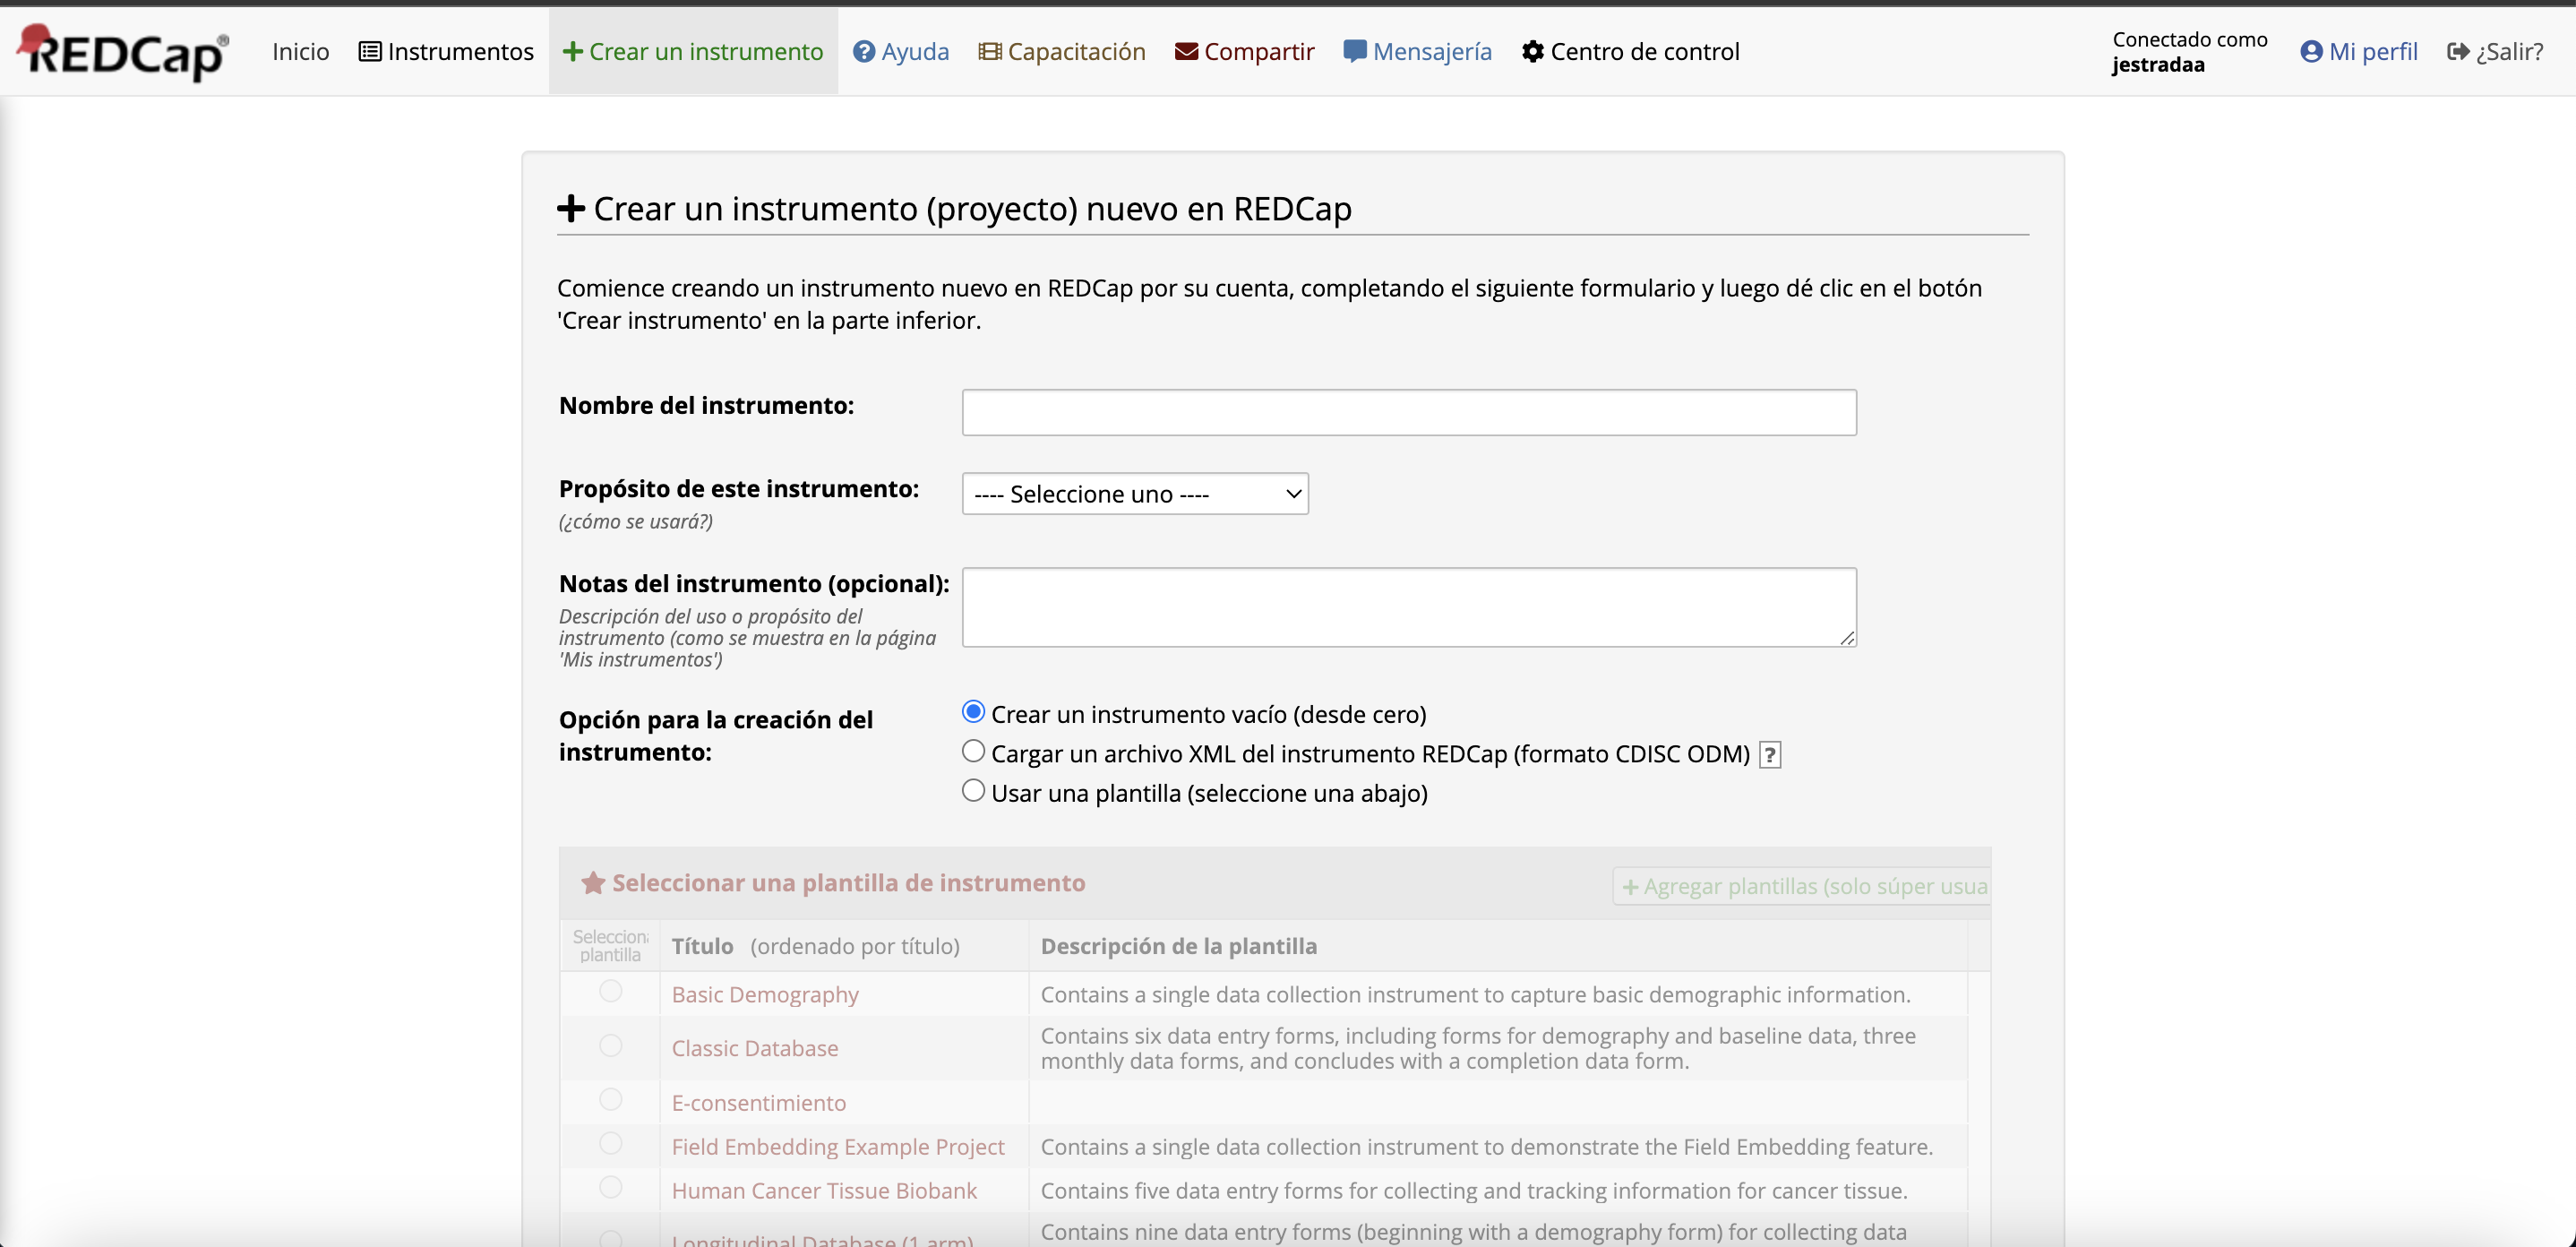 REDCap®
Inicio
Instrumentos
Crear un instrumento
Ayuda
Capacitación
Compartir
Mensajería
Centro de control
Conectado como
jestradaa
Mi perfil
¿Salir?
Crear un instrumento (proyecto) nuevo en REDCap
Comience creando un instrumento nuevo en REDCap por su cuenta, completando el siguiente formulario y luego dé clic en el botón
'Crear instrumento' en la parte inferior.
Nombre del instrumento:
Propósito de este instrumento:
(¿cómo se usará?)
---- Seleccione uno ----
Notas del instrumento (opcional):
Descripción del uso o propósito del
instrumento (como se muestra en la página
'Mis instrumentos')
Opción para la creación del
instrumento:
Crear un instrumento vacío (desde cero)
Cargar un archivo XML del instrumento REDCap (formato CDISC ODM) ?
Usar una plantilla (seleccione una abajo)
Seleccionar una plantilla de instrumento
Agregar plantillas (solo súper usua
Seleccion
plantilla
Título (ordenado por título)
Descripción de la plantilla
Basic Demography
Contains a single data collection instrument to capture basic demographic information.
Classic Database
Contains six data entry forms, including forms for demography and baseline data, three
monthly data forms, and concludes with a completion data form.
E-consentimiento
Field Embedding Example Project
Contains a single data collection instrument to demonstrate the Field Embedding feature.
Human Cancer Tissue Biobank
Contains five data entry forms for collecting and tracking information for cancer tissue.
Longitudinal Database (1 arm)
Contains nine data entry forms (beginning with a demography form) for collecting data